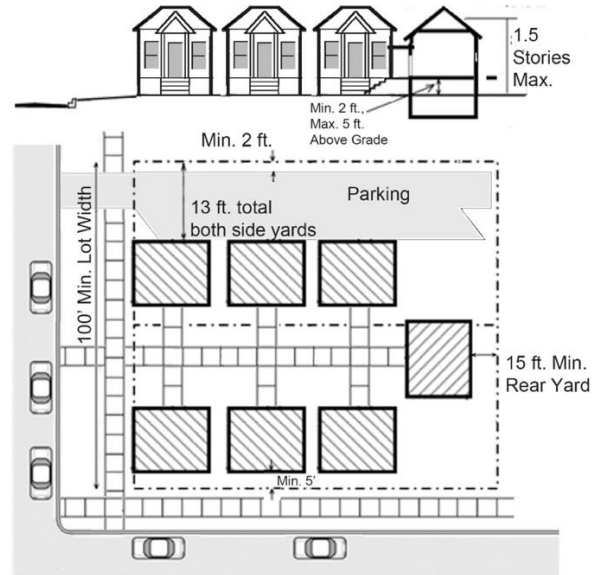 1.5
Stories
Max.
Min. 2 ft.,
Max. 5 ft.
Above Grade
Min. 2 ft.
Parking
13 ft. total
both side yards
100' Min. Lot Width
15 ft. Min.
Rear Yard
Min. 5'